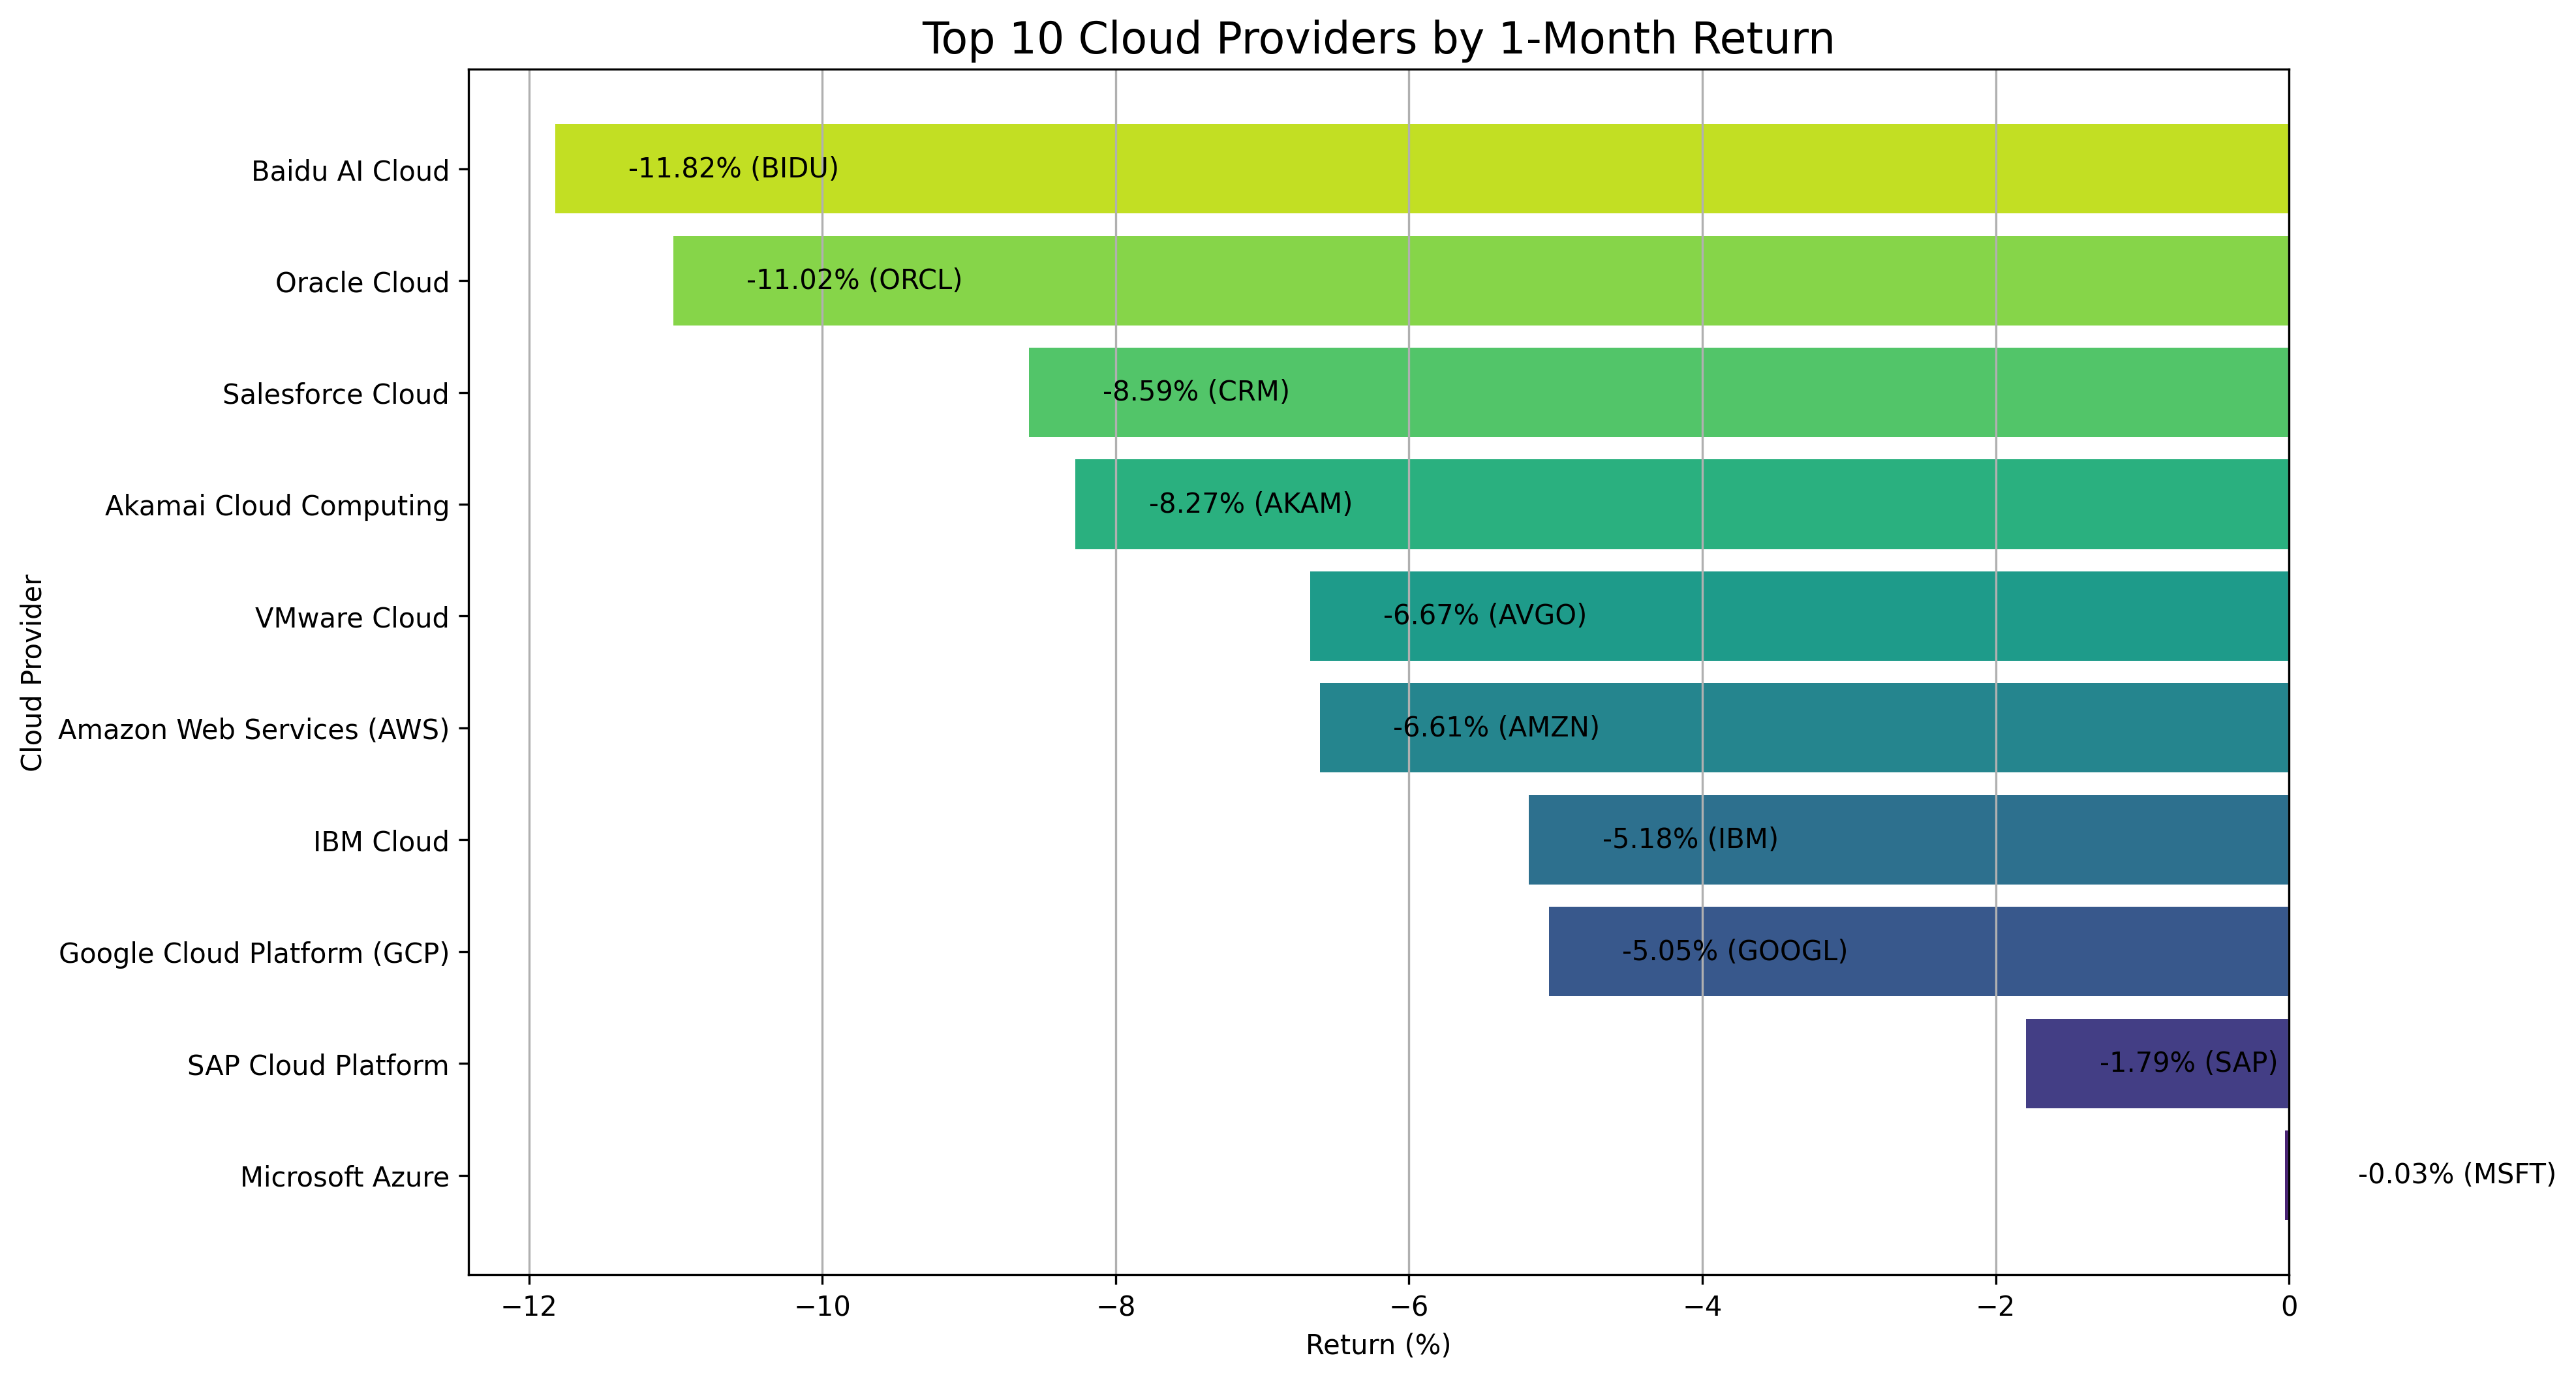 Top 10 Cloud Providers by 1-Month Return
Cloud Provider
Baidu AI Cloud
-11.82% (BIDU)
Oracle Cloud
-11.02% (ORCL)
Salesforce Cloud
-8.59% (CRM)
Akamai Cloud Computing
-8.27% (AKAM)
VMware Cloud
-6.67% (AVGO)
Amazon Web Services (AWS)
-6.61% (AMZN)
IBM Cloud
-5.18% (IBM)
Google Cloud Platform (GCP)
-5.05% (GOOGL)
SAP Cloud Platform
-1.79% (SAP)
Microsoft Azure
-0.03% (MSFT)
−12 −10 −8 −6 −4 −2 0
Return (%)